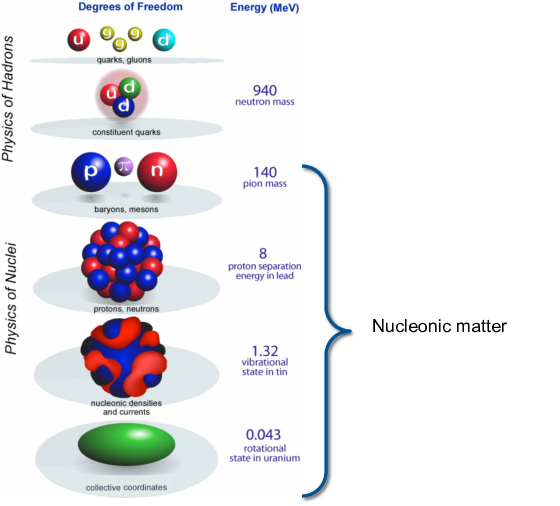 Degrees of Freedom
Energy (MeV)
Physics of Hadrons
u
g
g
g
d
quarks, gluons
u
d
d
constituent quarks
940
neutron mass
Physics of Nuclei
p
π
n
baryons, mesons
140
pion mass
protons, neutrons
8
proton separation
energy in lead
Nucleonic matter
nucleonic densities
and currents
1.32
vibrational
state in tin
collective coordinates
0.043
rotational
state in uranium